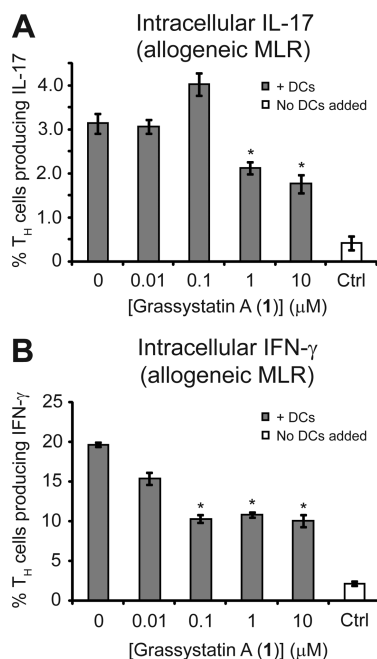 A
Intracellular IL-17
(allogeneic MLR)
% TH cells producing IL-17
4.0
3.0
2.0
1.0
0
+ DCs
No DCs added
* *
0 0.01 0.1 1 10 Ctrl
[Grassystatin A (1)] (μM)
B
Intracellular IFN-γ
(allogeneic MLR)
% TH cells producing IFN-γ
25
20
15
10
5
0
+ DCs
No DCs added
* * *
0 0.01 0.1 1 10 Ctrl
[Grassystatin A (1)] (μM)